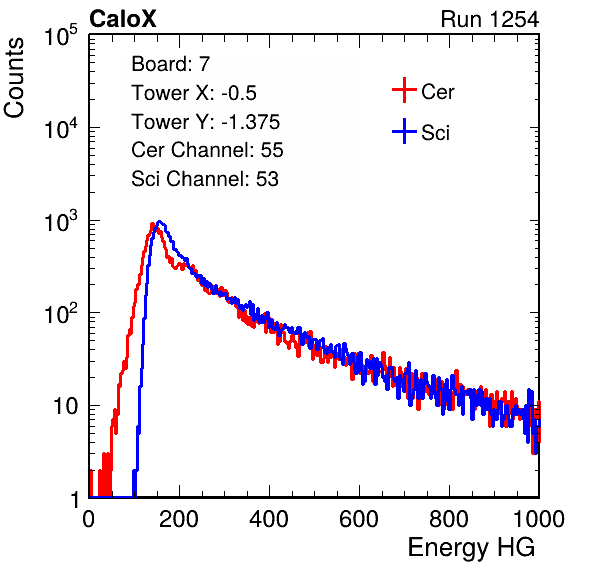 CaloX Run 1254
Counts
10^5
10^4
10^3
10^2
10
1
Board: 7
Tower X: -0.5
Tower Y: -1.375
Cer Channel: 55
Sci Channel: 53
Cer
Sci
0 200 400 600 800 1000
Energy HG